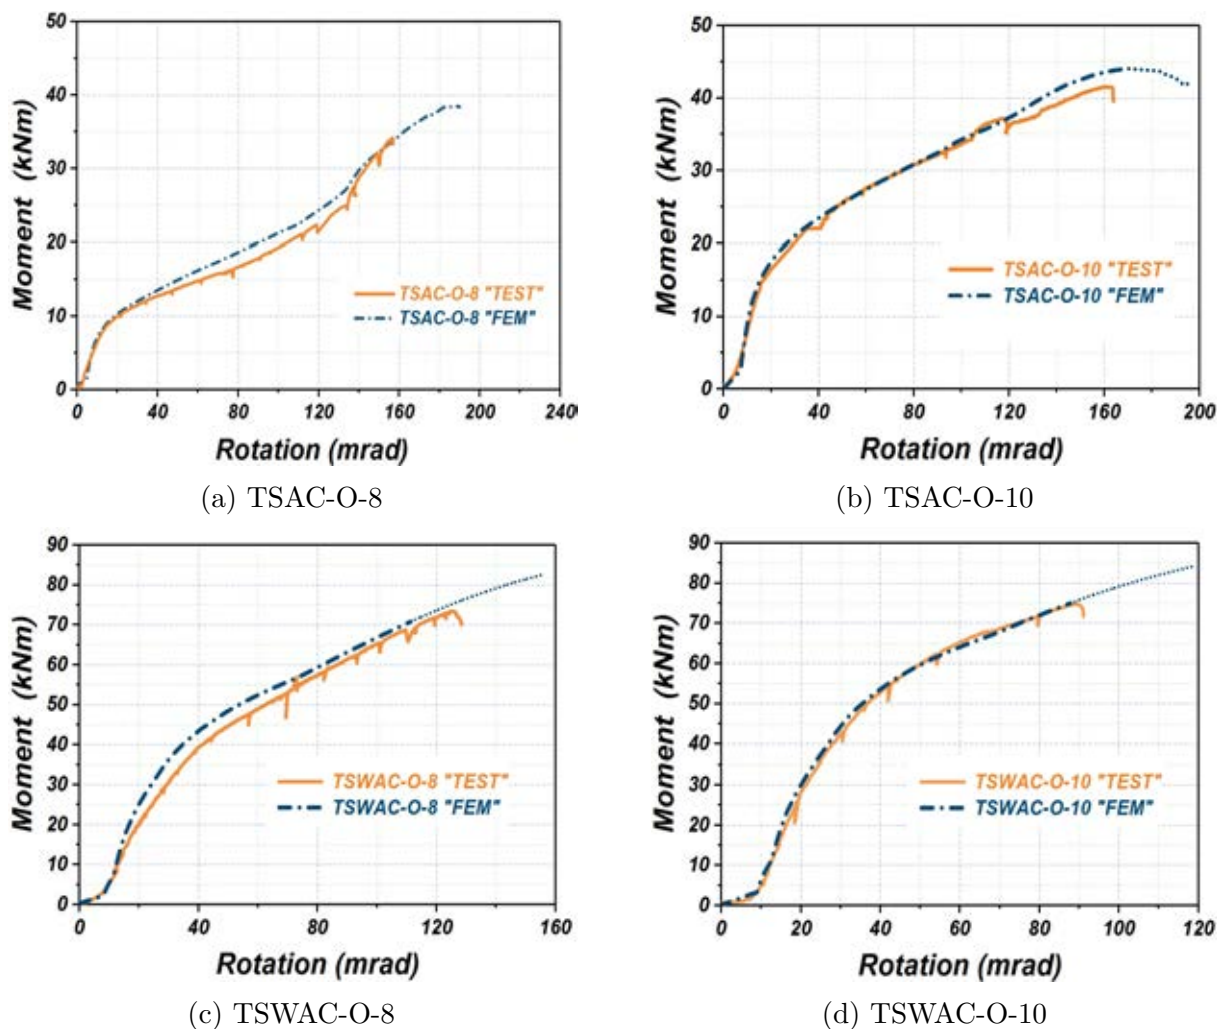 50
40
30
20
10
0
Moment (kNm)
TSAC-O-8 "TEST"
TSAC-O-8 "FEM"
0 40 80 120 160 200 240
Rotation (mrad)
(a) TSAC-O-8
50
40
30
20
10
0
Moment (kNm)
TSAC-O-10 "TEST"
TSAC-O-10 "FEM"
0 40 80 120 160 200
Rotation (mrad)
(b) TSAC-O-10
90
80
70
60
50
40
30
20
10
0
Moment (kNm)
TSWAC-O-8 "TEST"
TSWAC-O-8 "FEM"
0 40 80 120 160
Rotation (mrad)
(c) TSWAC-O-8
90
80
70
60
50
40
30
20
10
0
Moment (kNm)
TSWAC-O-10 "TEST"
TSWAC-O-10 "FEM"
0 20 40 60 80 100 120
Rotation (mrad)
(d) TSWAC-O-10